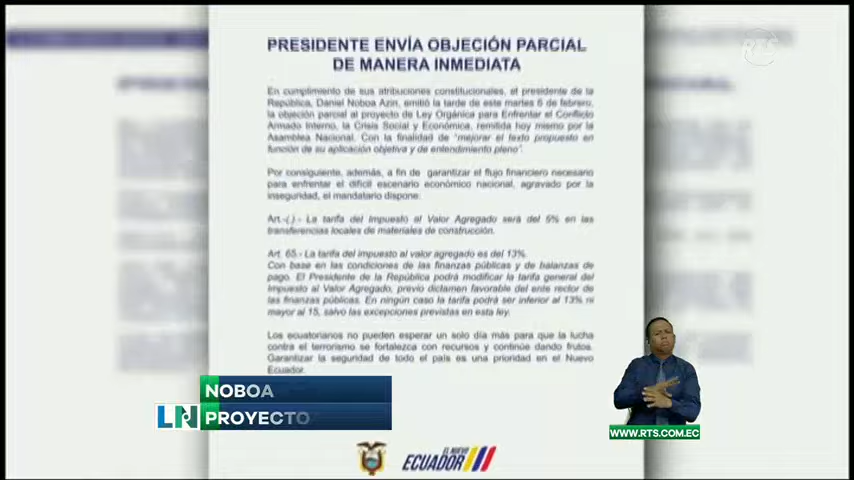 RTS
PRESIDENTE ENVÍA OBJECIÓN PARCIAL
DE MANERA INMEDIATA
En cumplimiento de sus atribuciones constitucionales, el presidente de la
República, Daniel Noboa Azin, emitió la tarde de este martes 6 de febrero,
la objeción parcial al proyecto de Ley Orgánica para Enfrentar el Conflicto
Armado Interno, la Crisis Social y Económica, remitida hoy mismo por la
Asamblea Nacional. Con la finalidad de "mejorar el texto propuesto en
función de su aplicación objetiva y de entendimiento pleno".
Por consiguiente, además, a fin de garantizar el flujo financiero necesario
para enfrentar el difícil escenario económico nacional, agravado por la
inseguridad, el mandatario dispone:
Art.-( ).- La tarifa del Impuesto al Valor Agregado será del 5% en las
transferencias locales de materiales de construcción.
Art. 65.- La tarifa del impuesto al valor agregado es del 13%.
Con base en las condiciones de las finanzas públicas y de balanzas de
pago. El Presidente de la República podrá modificar la tarifa general del
Impuesto al Valor Agregado, previo dictamen favorable del ente rector de
las finanzas públicas. En ningún caso la tarifa podrá ser inferior al 13% ni
mayor al 15, salvo las excepciones previstas en esta ley.
Los ecuatorianos no pueden esperar un solo día más para que la lucha
contra el terrorismo se fortalezca con recursos y continúe dando frutos.
Garantizar la seguridad de todo el país es una prioridad en el Nuevo
Ecuador.
NOBOA
LN PROYECTO
WWW.RTS.COM.EC
EL NUEVO
ECUADOR